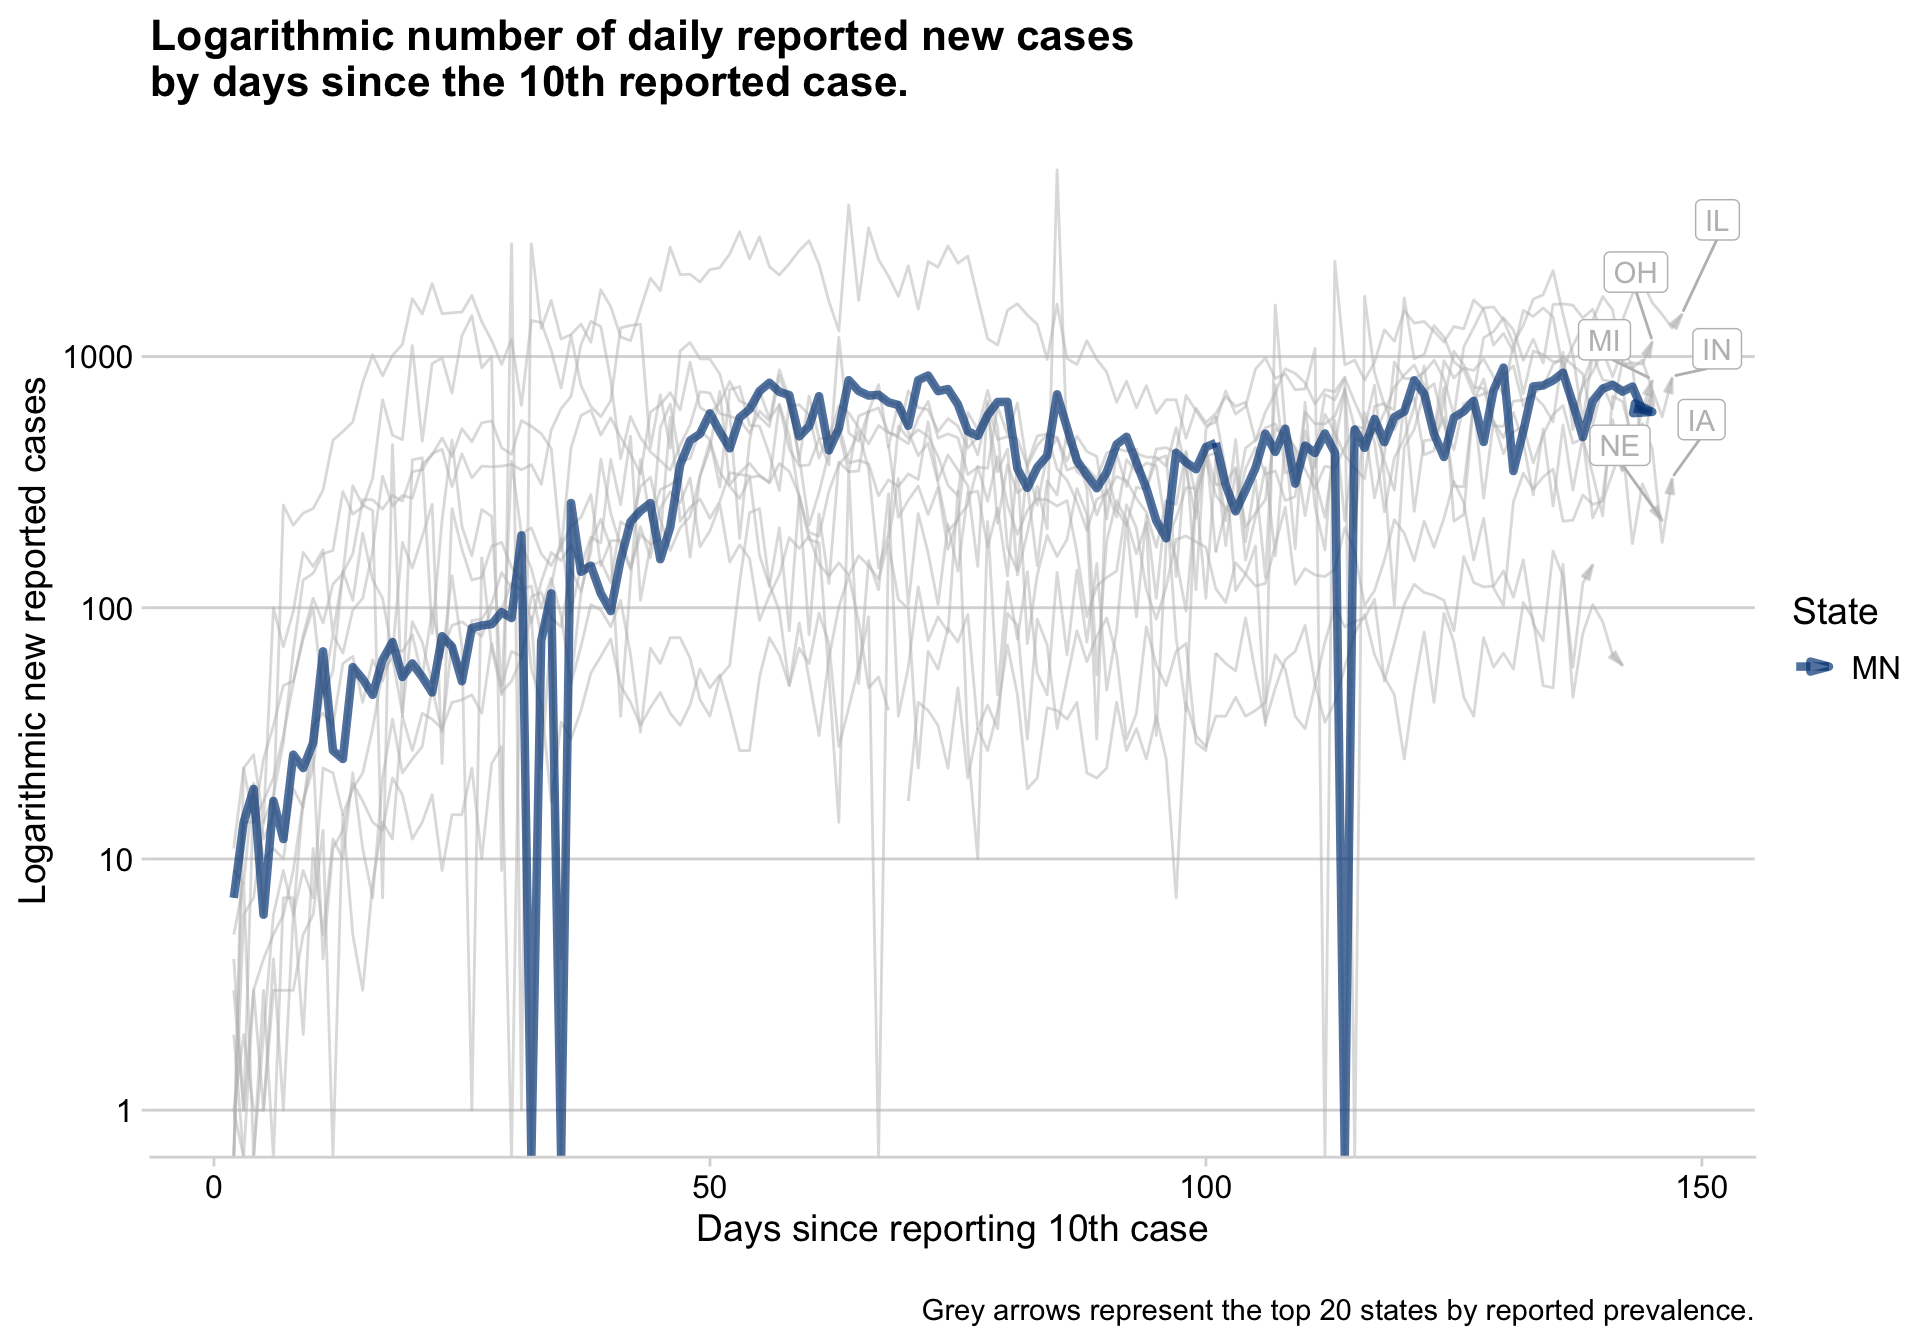 Logarithmic number of daily reported new cases
by days since the 10th reported case.
Logarithmic new reported cases
1000
100
10
1
IL
OH
MI
IN
IA
NE
State
MN
0
50
100
150
Days since reporting 10th case
Grey arrows represent the top 20 states by reported prevalence.